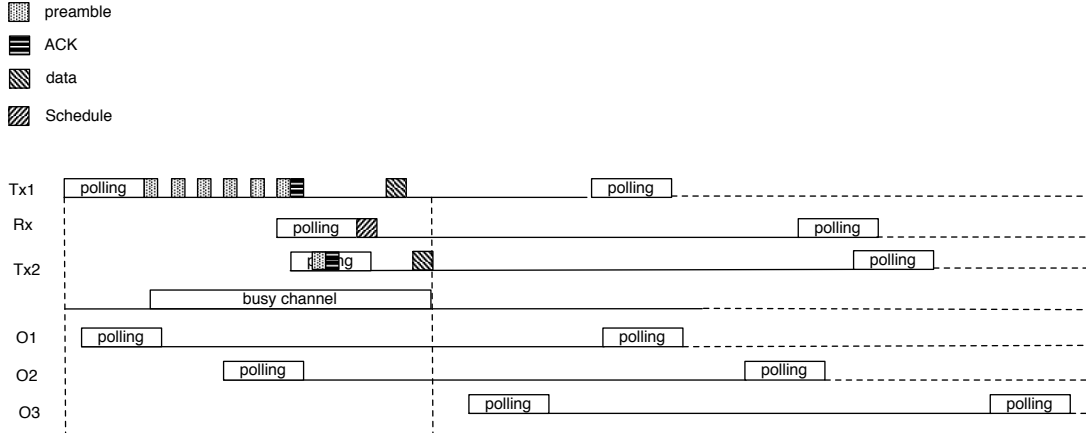 preamble
ACK
data
Schedule
Tx1 polling polling
Rx polling polling
Tx2 polling polling
busy channel
O1 polling polling
O2 polling polling
O3 polling polling